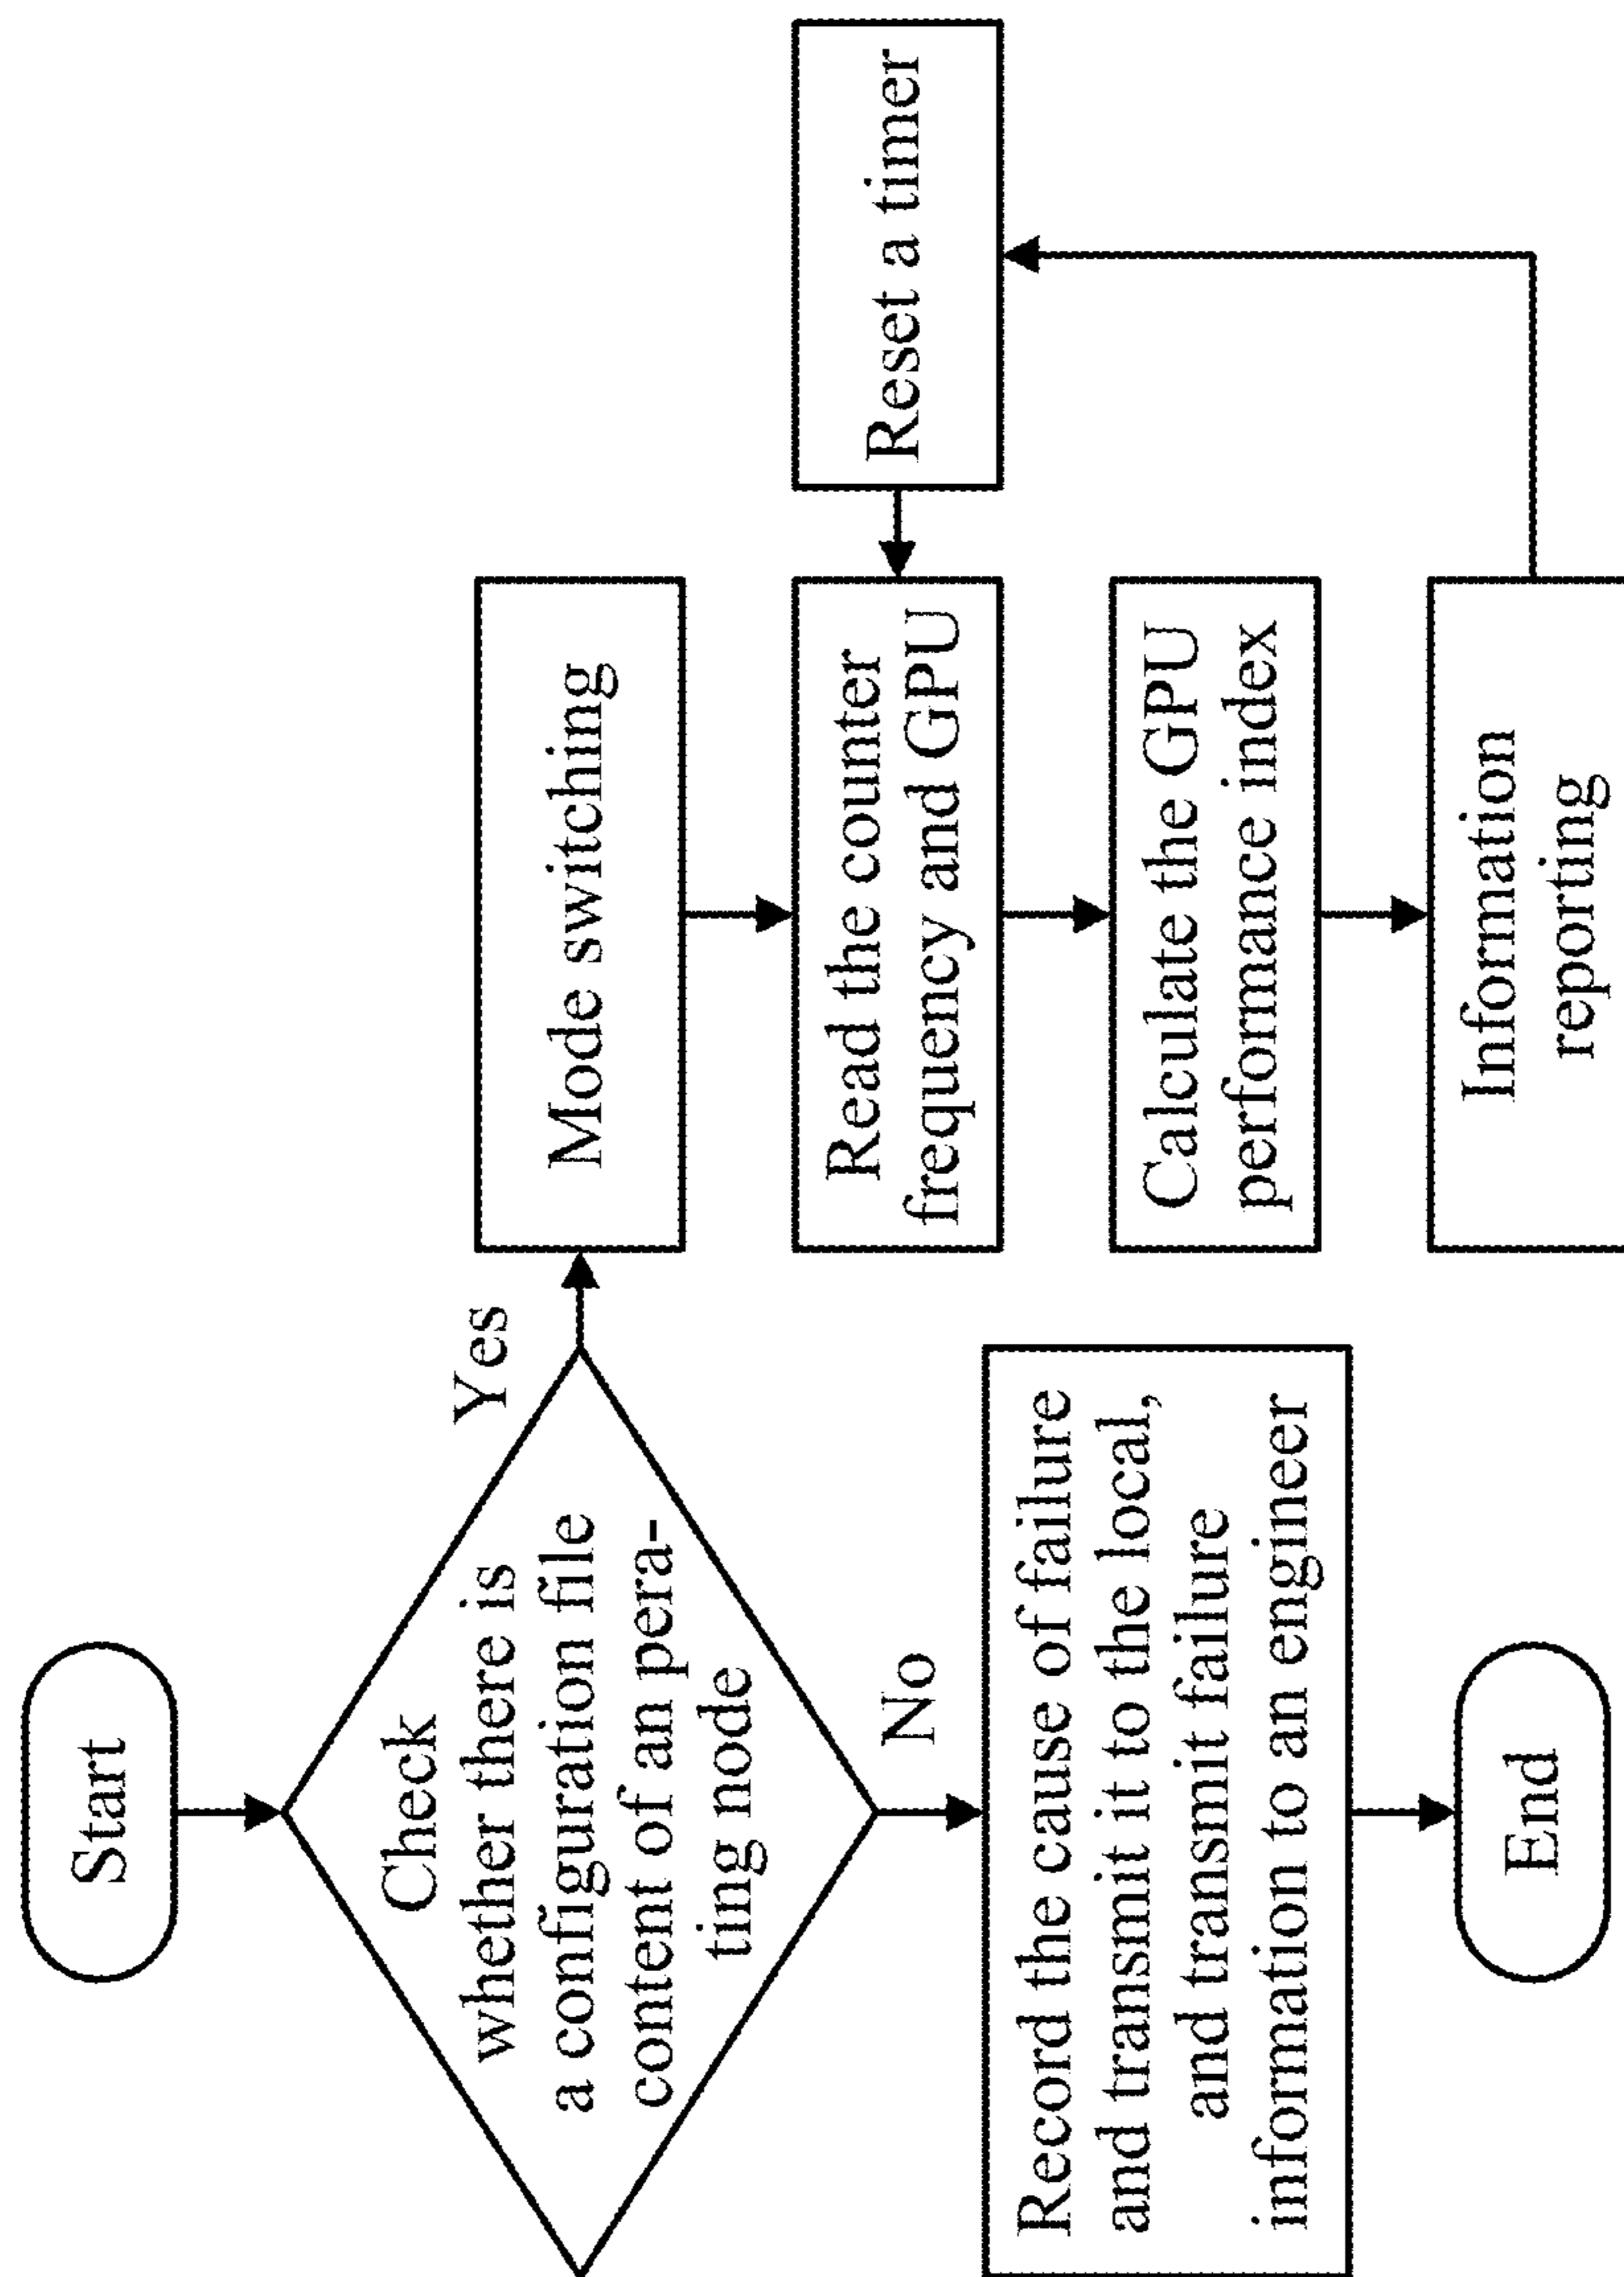 Start
Check
whether there is
a configuration file
content of an pera-
ting node
Yes
No
Record the cause of failure
and transmit it to the local,
and transmit failure
information to an engineer
End
Mode switching
Read the counter
frequency and GPU
Calculate the GPU
performance index
Information
reporting
Reset a timer